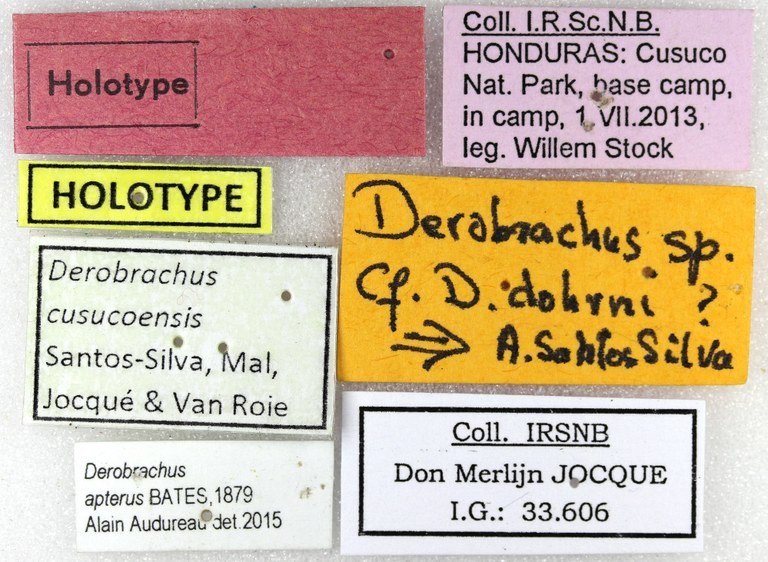 Holotype
Coll. I.R.Sc.N.B.
HONDURAS: Cusuco
Nat. Park, base camp,
in camp, 1 VII.2013,
leg. Willem Stock
HOLOTYPE
Derobrachus sp.
Cf. D. dohrni ?
⇒ A. Santos Silva
Derobrachus
cusucoensis
Santos-Silva, Mal,
Jocqué & Van Roie
Coll. IRSNB
Don Merlijn JOCQUE
I.G.: 33.606
Derobrachus
apterus BATES,1879
Alain Audureau det.2015